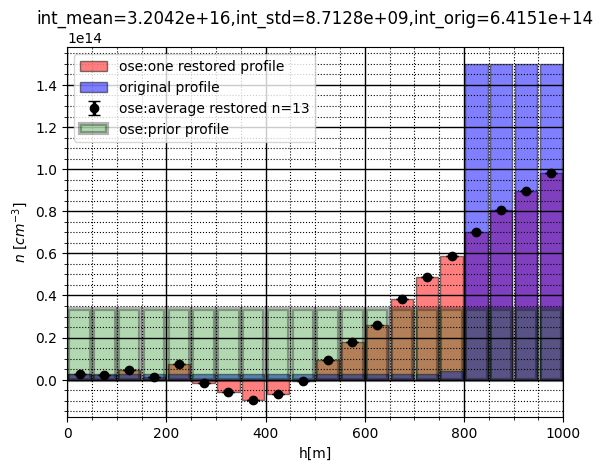 int_mean=3.2042e+16,int_std=8.7128e+09,int_orig=6.4151e+14
1e14
ose:one restored profile
original profile
ose:average restored n=13
ose:prior profile
1.4
1.2
1.0
0.8
0.6
0.4
0.2
0.0
n [cm⁻³]
0 200 400 600 800 1000
h[m]